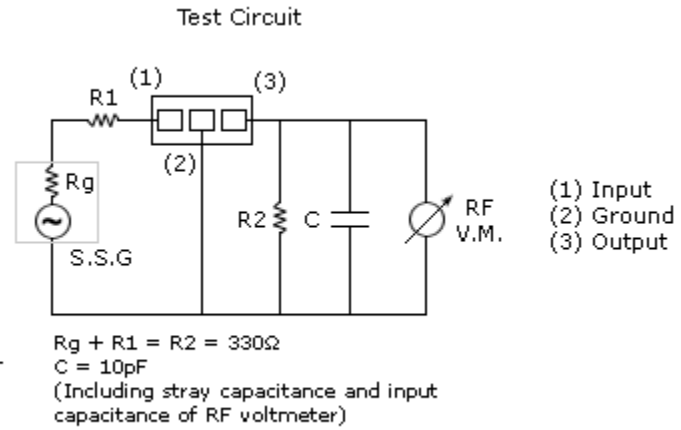 Test Circuit
(1)
(3)
R1
(2)
Rg
S.S.G
R2
C
RF
V.M.
(1) Input
(2) Ground
(3) Output
Rg + R1 = R2 = 330Ω
C = 10pF
(Including stray capacitance and input
capacitance of RF voltmeter)